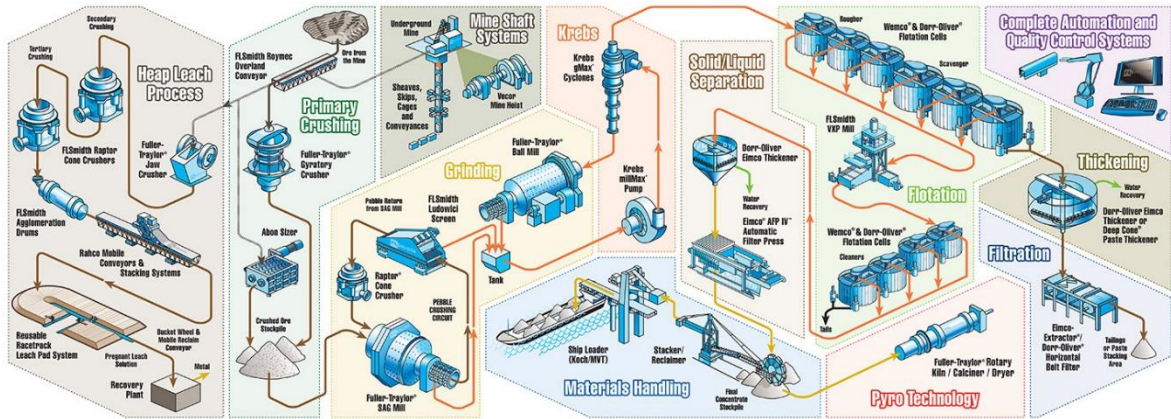 Secondary
Crushing
Tertiary
Crushing
Heap Leach
Process
FLSmidth Raptor
Cone Crushers
Fuller-
Traylor®
Jaw
Crusher
FLSmidth
Agglomeration
Drums
Rahco Mobile
Conveyors &
Stacking Systems
Reusable
Racetrack
Leach Pad System
Bucket Wheel &
Mobile Reclaim
Conveyor
Pregnant Leach
Solution
Metal
Recovery
Plant
FLSmidth Roymec
Overland
Conveyor
Ore from
the Mine
Primary
Crushing
Fuller-Traylor®
Gyratory
Crusher
Abon Sizer
Crushed Ore
Stockpile
Underground
Mine
Mine Shaft
Systems
Sheaves,
Skips,
Cages and
Conveyances
Vecor
Mine Hoist
Grinding
Fuller-Traylor®
Ball Mill
Pebble Return
from SAG Mill
FLSmidth
Ludowici
Screen
Raptor®
Cone
Crusher
PEBBLE
CRUSHING
CIRCUIT
Tank
Fuller-Traylor®
SAG Mill
Krebs
Krebs
gMax®
Cyclones
Krebs
millMax™
Pump
Solid/Liquid
Separation
Dorr-Oliver
Eimco Thickener
Water
Recovery
Eimco® AFP IV™
Automatic
Filter Press
Rougher
Wemco® & Dorr-Oliver®
Flotation Cells
Scavenger
FLSmidth
VXP Mill
Flotation
Wemco® & Dorr-Oliver®
Flotation Cells
Cleaners
Tails
Complete Automation and
Quality Control Systems
Thickening
Water
Recovery
Dorr-Oliver Eimco
Thickener or
Deep Cone®
Paste Thickener
Filtration
Eimco-
Extractor®/
Dorr-Oliver®
Horizontal
Belt Filter
Tailings or Paste
Stacking
Area
Ship Loader
(Koch/MVT)
Stacker/
Reclaimer
Materials Handling
Final
Concentrate
Stockpile
Fuller-Traylor® Rotary
Kiln / Calciner / Dryer
Pyro Technology